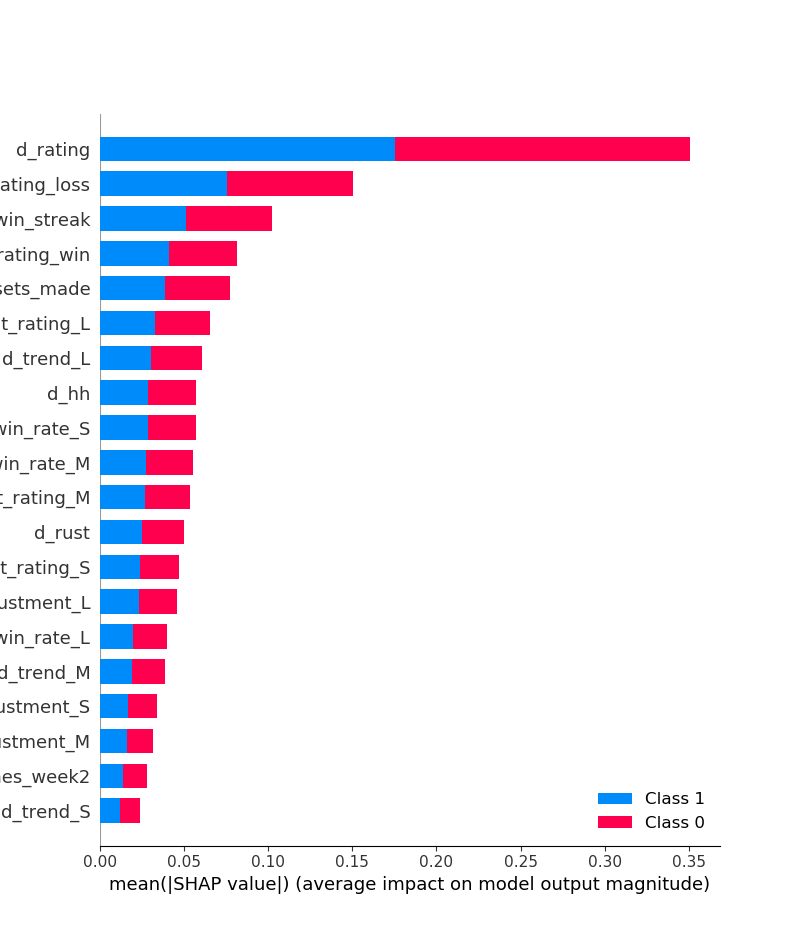 d_rating
ating_loss
win_streak
rating_win
sets_made
t_rating_L
d_trend_L
d_hh
win_rate_S
win_rate_M
t_rating_M
d_rust
t_rating_S
ustment_L
win_rate_L
d_trend_M
ustment_S
ustment_M
es_week2
d_trend_S
Class 1
Class 0
0.00 0.05 0.10 0.15 0.20 0.25 0.30 0.35
mean(|SHAP value|) (average impact on model output magnitude)